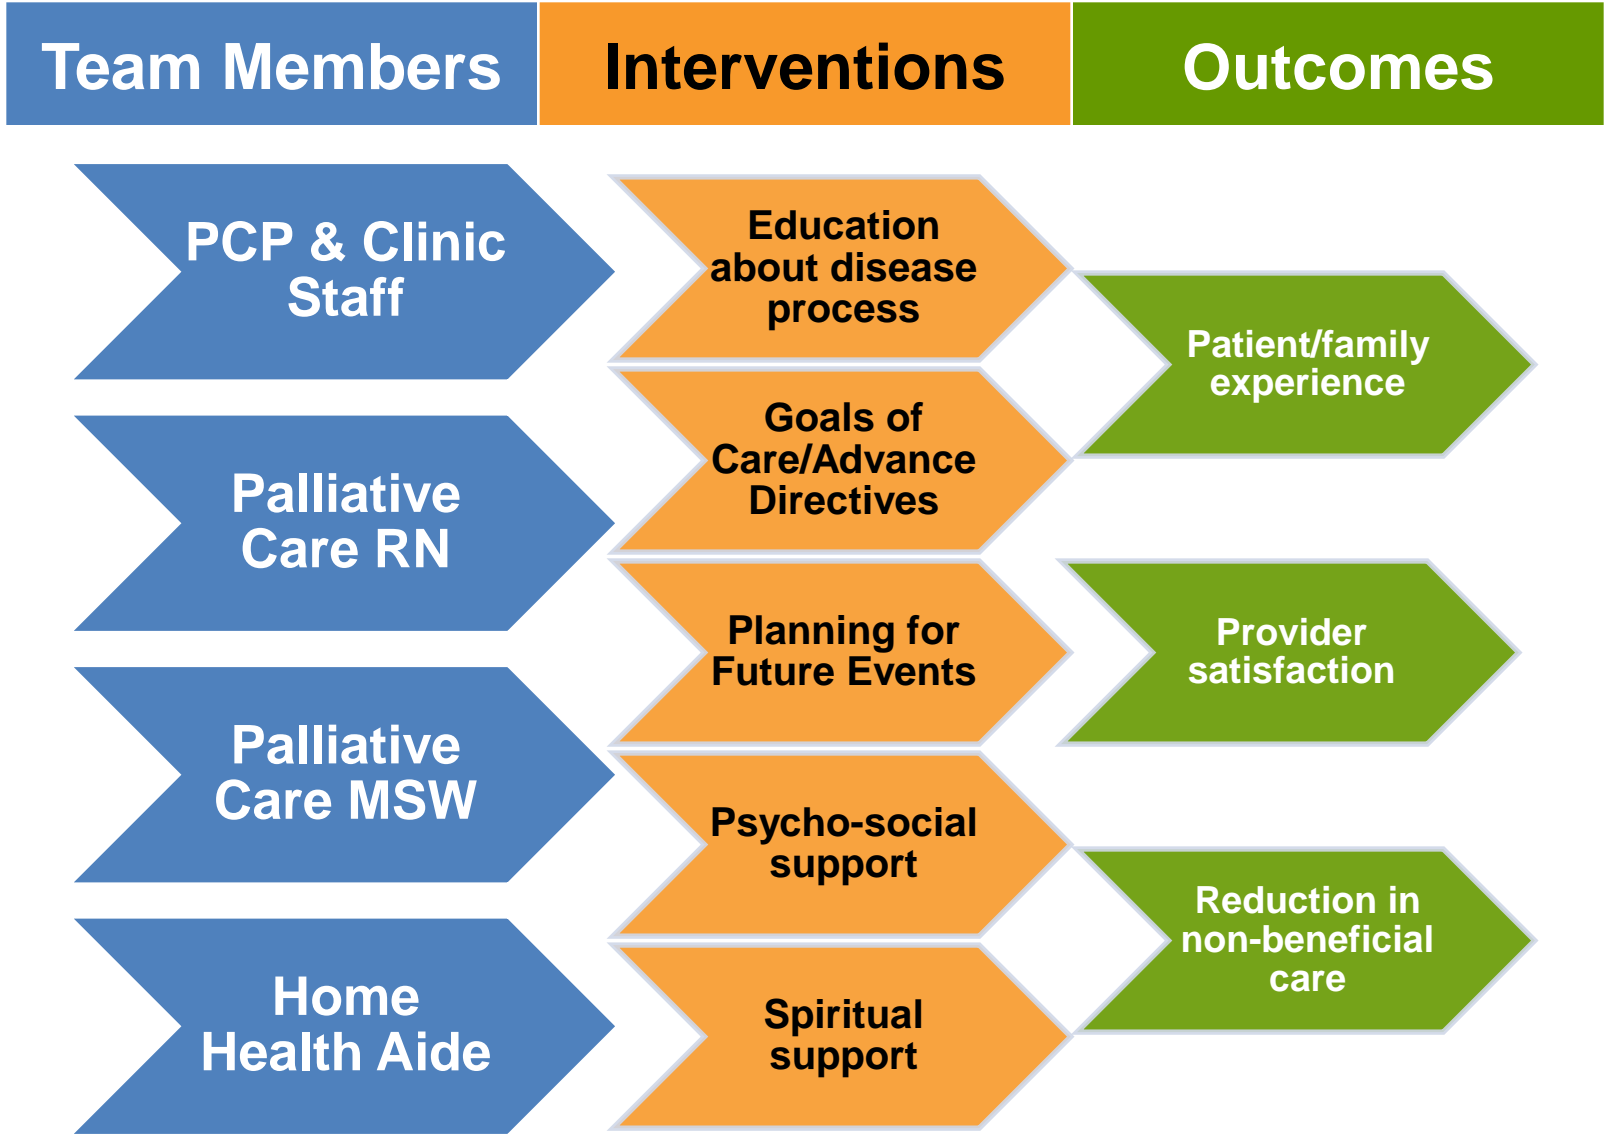 Team Members
Interventions
Outcomes
PCP & Clinic
Staff
Palliative
Care RN
Palliative
Care MSW
Home
Health Aide
Education
about disease
process
Goals of
Care/Advance
Directives
Planning for
Future Events
Psycho-social
support
Spiritual
support
Patient/family
experience
Provider
satisfaction
Reduction in
non-beneficial
care